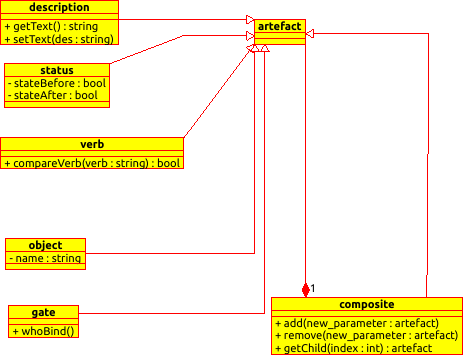 description
+ getText() : string
+ setText(des : string)
artefact
status
- stateBefore : bool
- stateAfter : bool
verb
+ compareVerb(verb : string) : bool
object
- name : string
gate
+ whoBind()
1
composite
+ add(new_parameter : artefact)
+ remove(new_parameter : artefact)
+ getChild(index : int) : artefact